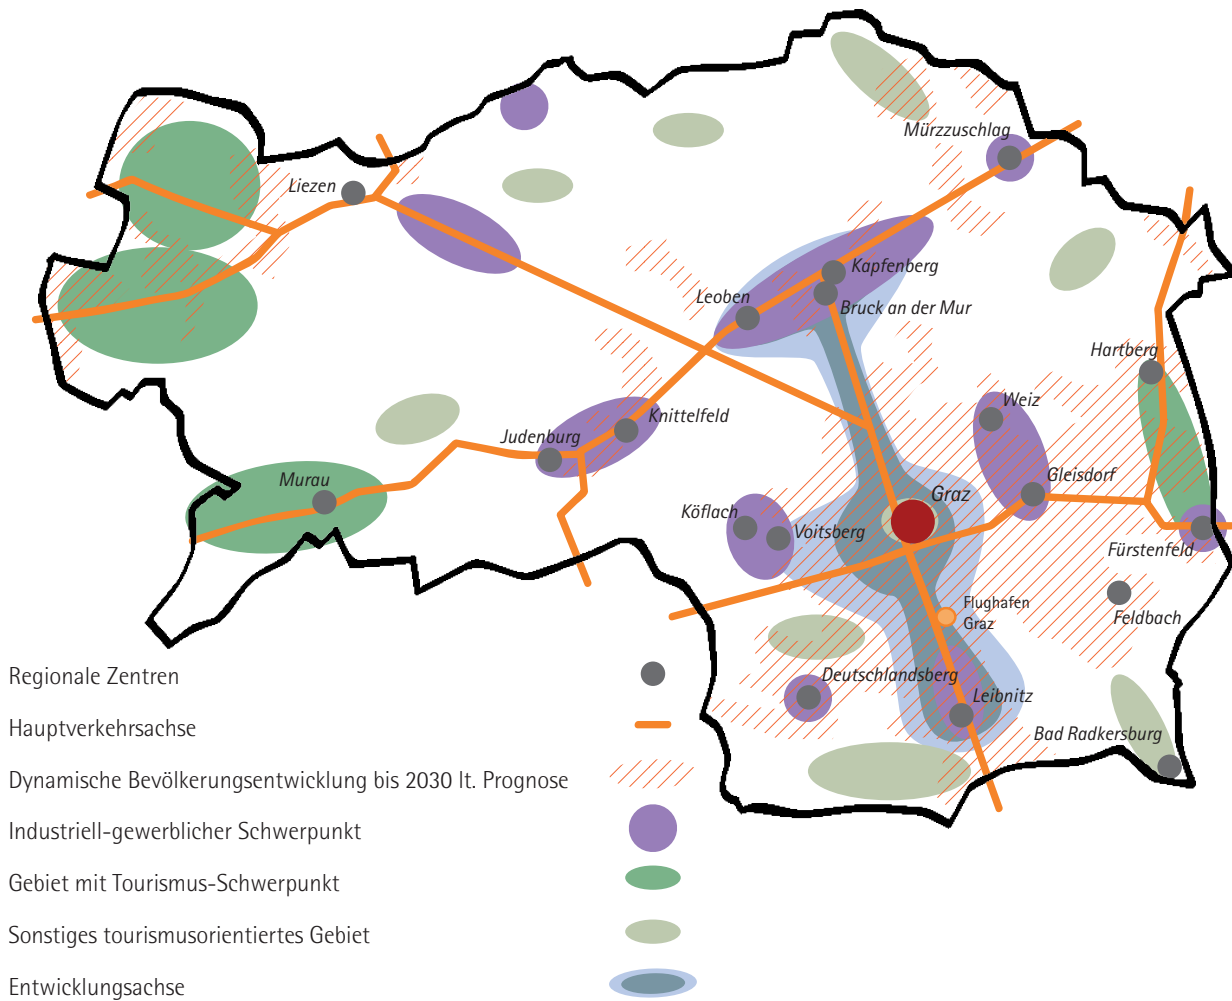 Mürzzuschlag
Liezen
Kapfenberg
Leoben
Bruck an der Mur
Hartberg
Weiz
Knittelfeld
Judenburg
Murau
Gleisdorf
Graz
Köflach
Voitsberg
Fürstenfeld
Flughafen
Graz
Feldbach
Deutschlandsberg
Leibnitz
Bad Radkersburg
Regionale Zentren
Hauptverkehrsachse
Dynamische Bevölkerungsentwicklung bis 2030 lt. Prognose
Industriell-gewerblicher Schwerpunkt
Gebiet mit Tourismus-Schwerpunkt
Sonstiges tourismusorientiertes Gebiet
Entwicklungsachse